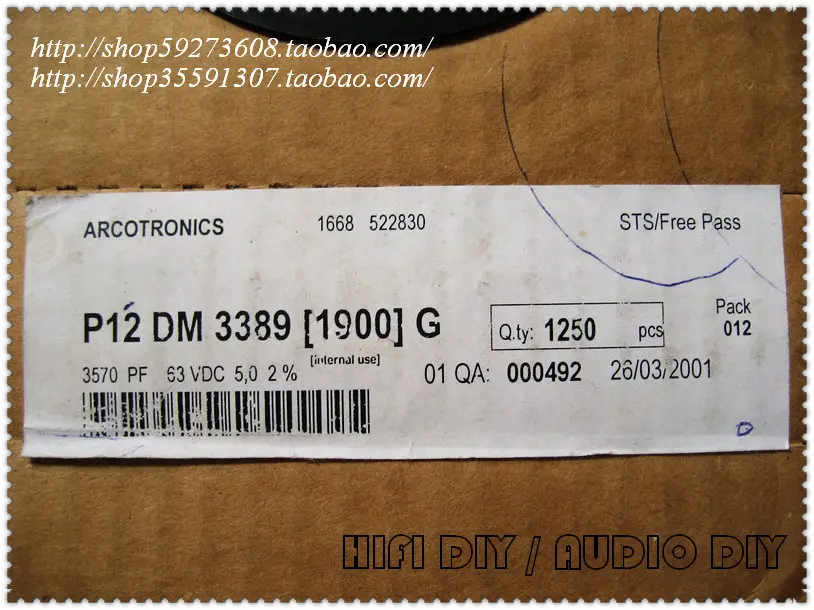 http://shop59273608.taobao.com/
http://shop35591307.taobao.com/
ARCOTRONICS 1668 522830 STS/Free Pass
P12 DM 3389 [1900] G Q.ty: 1250 pcs Pack
[internal use] 012
3570 PF 63 VDC 5,0 2 % 01 QA: 000492 26/03/2001
D
HIFI DIY / AUDIO DIY